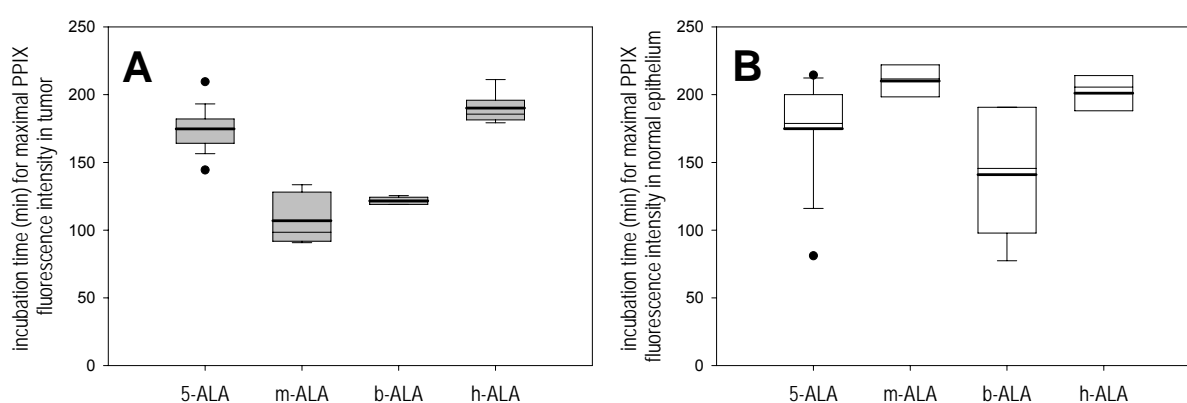 incubation time (min) for maximal PPIX
fluorescence intensity in tumor
250
200
150
100
50
0
A
5-ALA m-ALA b-ALA h-ALA
incubation time (min) for maximal PPIX
fluorescence intensity in normal epithelium
250
200
150
100
50
0
B
5-ALA m-ALA b-ALA h-ALA